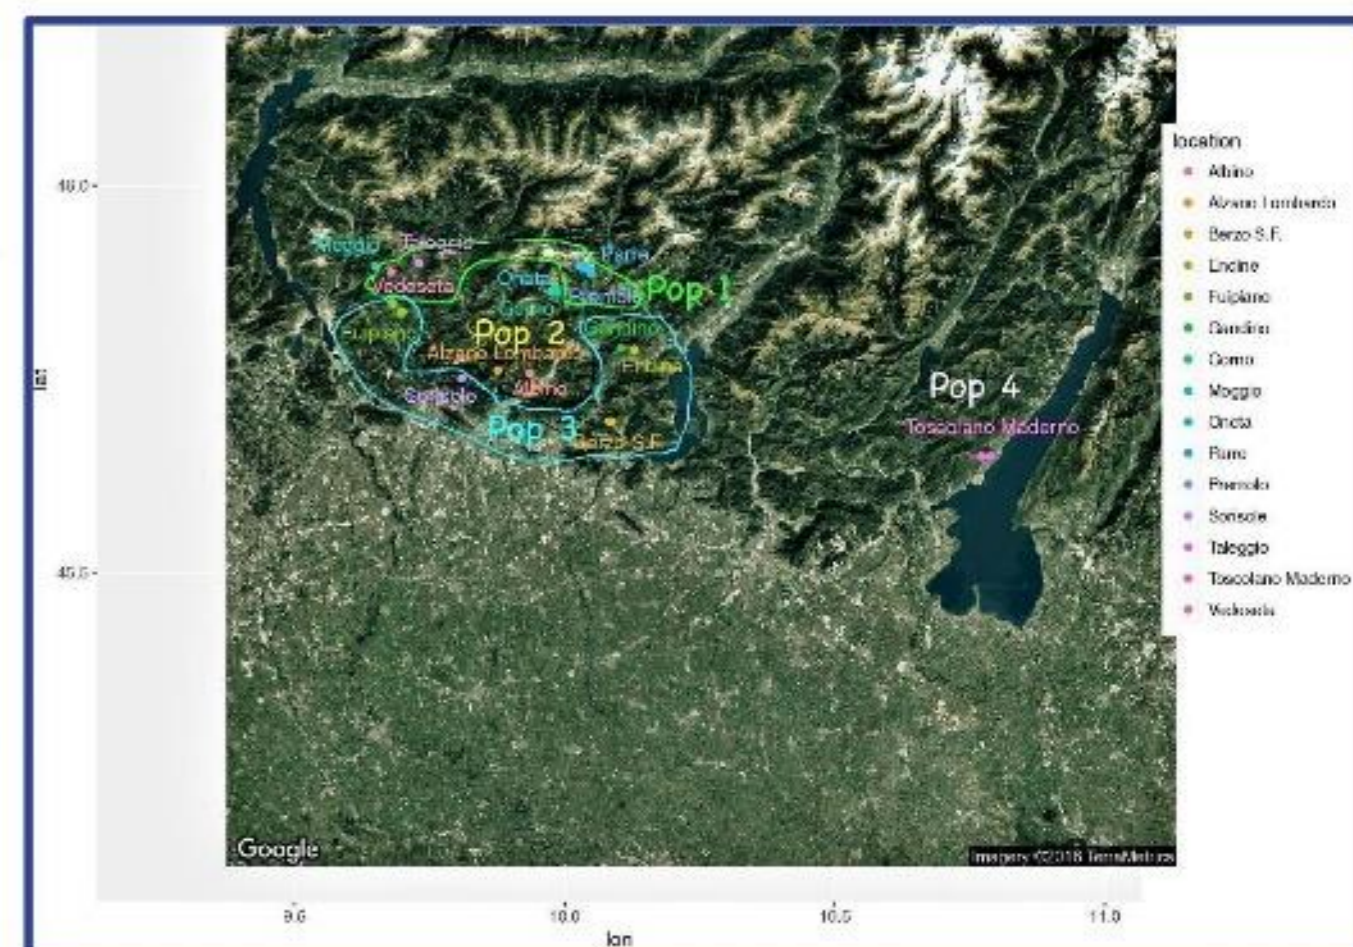 location
Albino
Alzano Lombardo
Berzo S.F.
Endine
Fuipiano
Gandino
Gorno
Moggio
Oneta
Parre
Premolo
Sorisole
Taleggio
Toscolano Maderno
Vedeseta
46.0
45.5
lat
Moggio
Taleggio
Vedeseta
Parre
Oneta
Premolo
Pop 1
Gorno
Fuipiano
Pop 2
Gandino
Alzano Lombardo
Endine
Albino
Sorisole
Pop 3
Berzo S.F.
Pop 4
Toscolano Maderno
Google
Imagery ©2018 TerraMetrics
9.5
10.0
10.5
11.0
lon